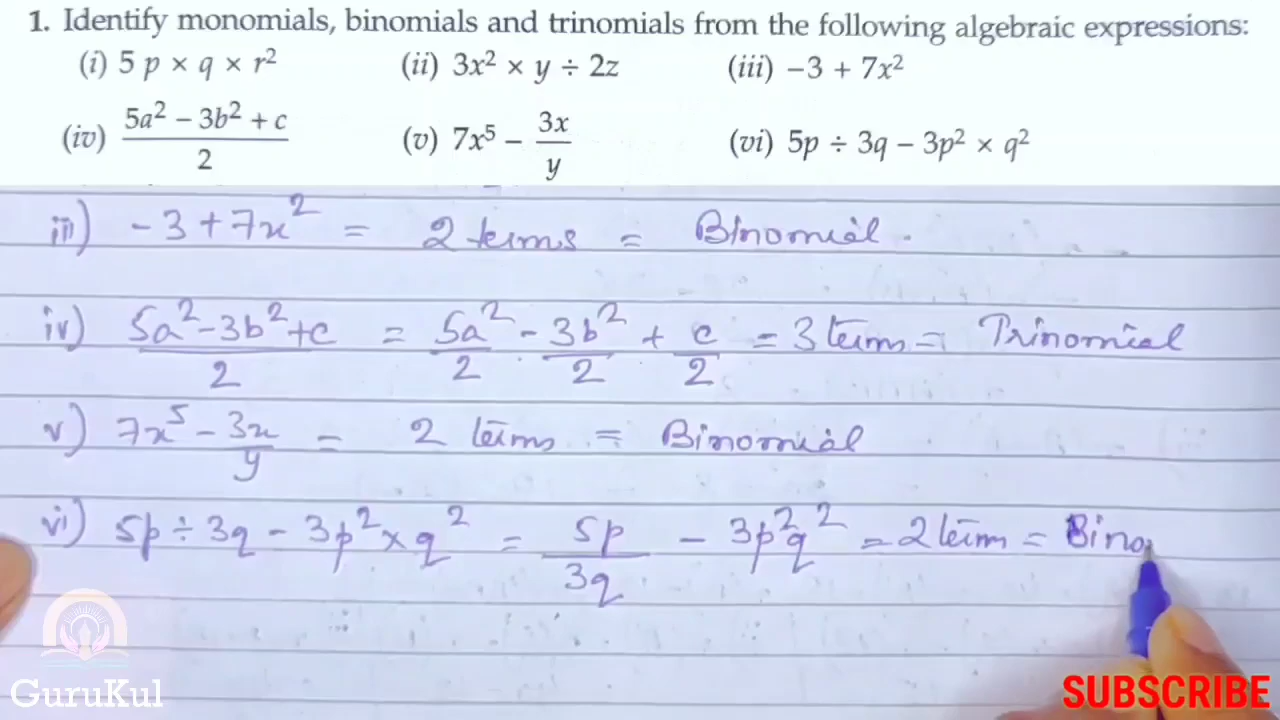 1. Identify monomials, binomials and trinomials from the following algebraic expressions:
(i) 5 p × q × r² (ii) 3x² × y ÷ 2z (iii) −3 + 7x²
(iv) (5a² − 3b² + c)/2 (v) 7x⁵ − 3x/y (vi) 5p ÷ 3q − 3p² × q²
iii) -3 + 7x² = 2 terms = Binomial.
iv) (5a² - 3b² + c)/2 = 5a²/2 - 3b²/2 + c/2 = 3 terms = Trinomial
v) 7x⁵ - 3x/y = 2 terms = Binomial
vi) 5p ÷ 3q - 3p² × q² = 5p/3q - 3p²q² = 2 term = Bino
GuruKul
SUBSCRIBE